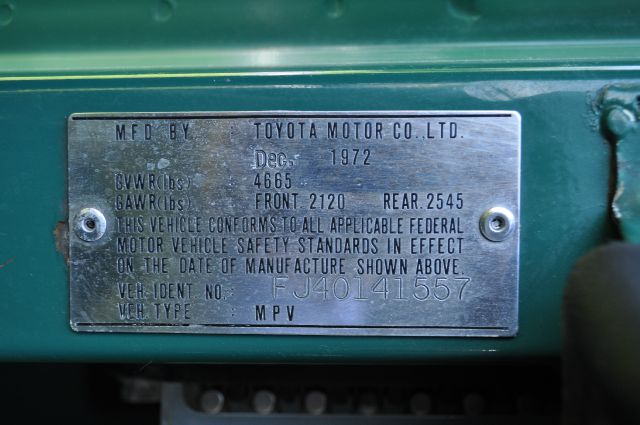 MFD BY : TOYOTA MOTOR CO., LTD.
Dec. 1972
GVWR(lbs) : 4665
GAWR(lbs) : FRONT. 2120 REAR. 2545
THIS VEHICLE CONFORMS TO ALL APPLICABLE FEDERAL
MOTOR VEHICLE SAFETY STANDARDS IN EFFECT
ON THE DATE OF MANUFACTURE SHOWN ABOVE.
VEH. IDENT NO.: FJ40141557
VEH. TYPE : MPV